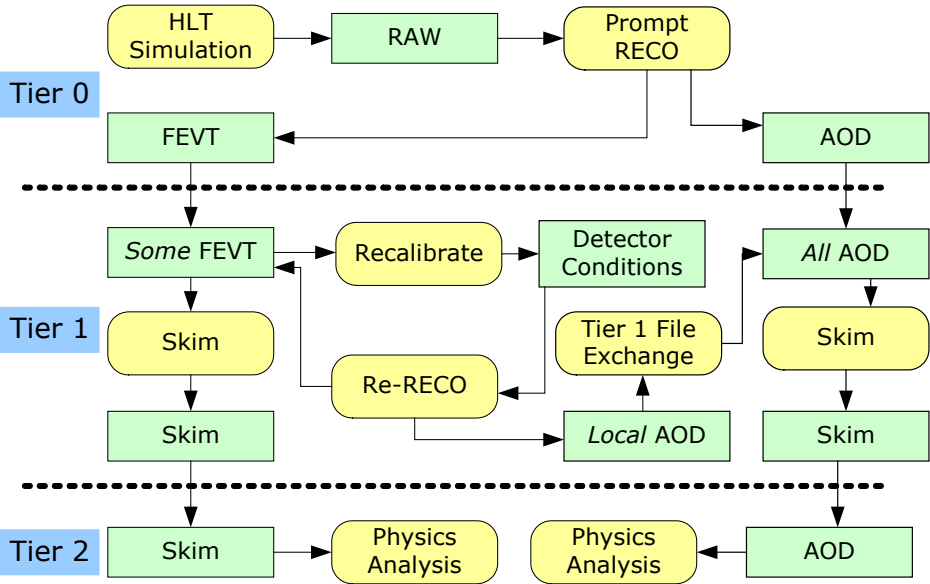 HLT
Simulation
RAW
Prompt
RECO
Tier 0
FEVT
AOD
Some FEVT
Recalibrate
Detector
Conditions
All AOD
Tier 1
Skim
Tier 1 File
Exchange
Skim
Re-RECO
Skim
Local AOD
Skim
Tier 2
Skim
Physics
Analysis
Physics
Analysis
AOD